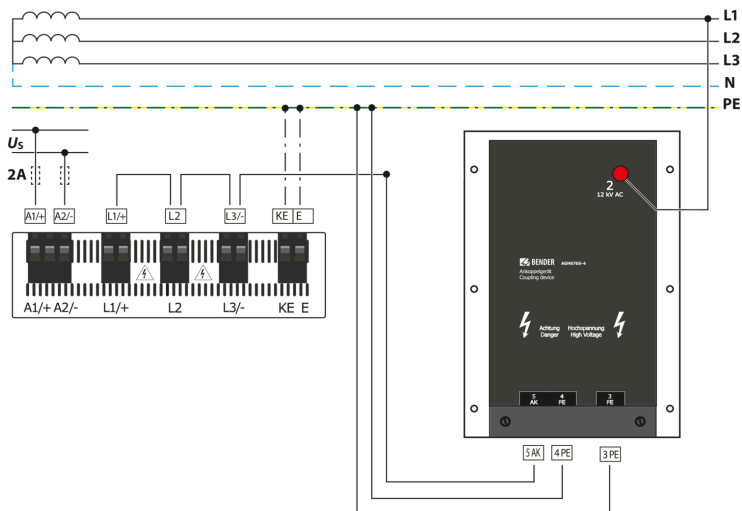 L1
L2
L3
N
PE
Us
2A
A1/+ A2/- L1/+ L2 L3/- KE E
A1/+ A2/- L1/+ L2 L3/- KE E
2
12 kV AC
BENDER AGH676S-4
Ankoppelgerät
Coupling device
Achtung Hochspannung
Danger High Voltage
5 4 3
AK PE PE
5 AK 4 PE 3 PE